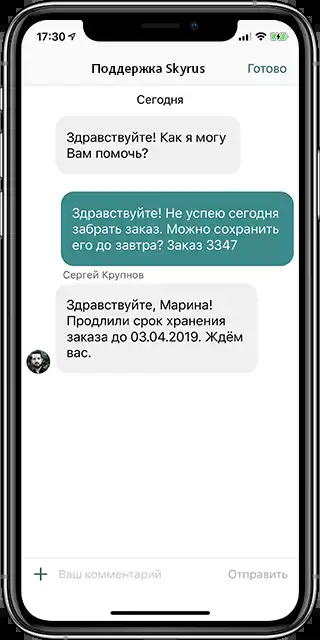 17:30
Поддержка Skyrus
Готово
Сегодня
Здравствуйте! Как я могу
Вам помочь?
Здравствуйте! Не успею сегодня
забрать заказ. Можно сохранить
его до завтра? Заказ 3347
Сергей Крупнов
Здравствуйте, Марина!
Продлили срок хранения
заказа до 03.04.2019. Ждём
вас.
Ваш комментарий
Отправить